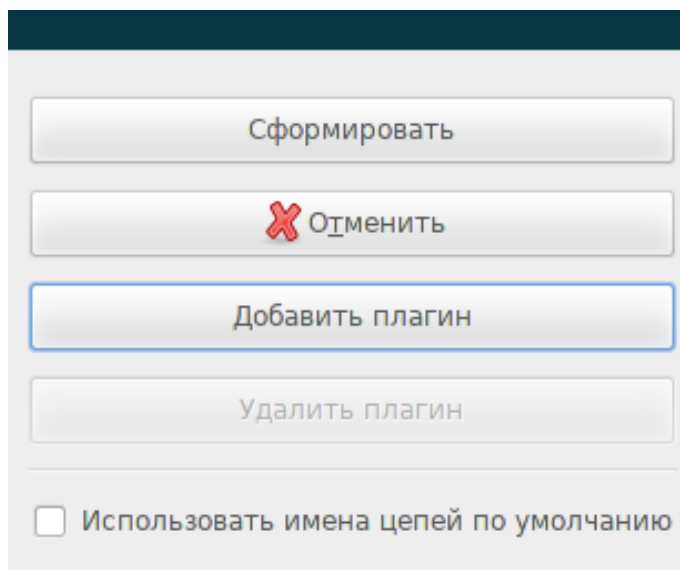 Сформировать
Отменить
Добавить плагин
Удалить плагин
Использовать имена цепей по умолчанию